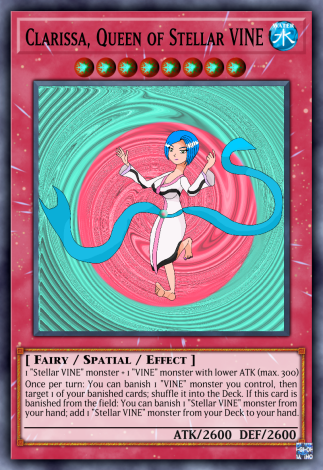 Clarissa, Queen of Stellar VINE
WATER
水
[ Fairy / Spatial / Effect ]
1 "Stellar VINE" monster + 1 "VINE" monster with lower ATK (max. 300)
Once per turn: You can banish 1 "VINE" monster you control, then
target 1 of your banished cards; shuffle it into the Deck. If this card is
banished from the field: You can banish 1 "Stellar VINE" monster from
your hand; add 1 "Stellar VINE" monster from your Deck to your hand.
ATK/2600 DEF/2600